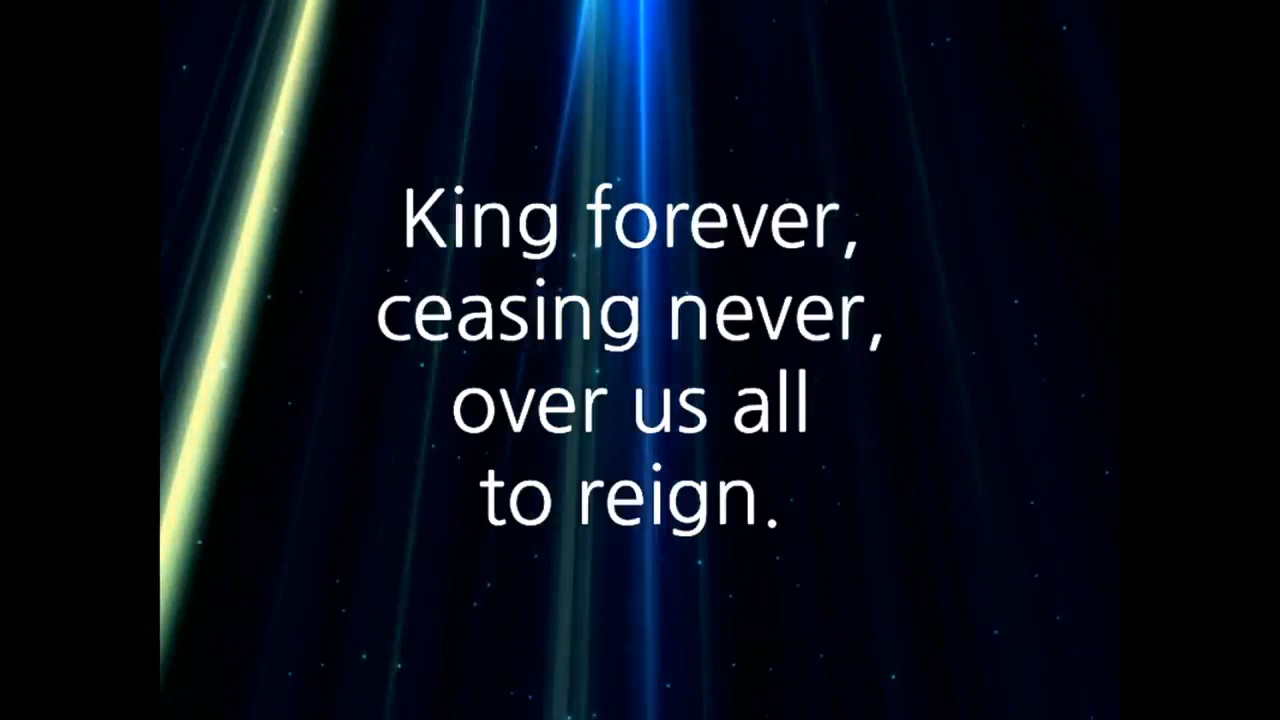 King forever,
ceasing never,
over us all
to reign.